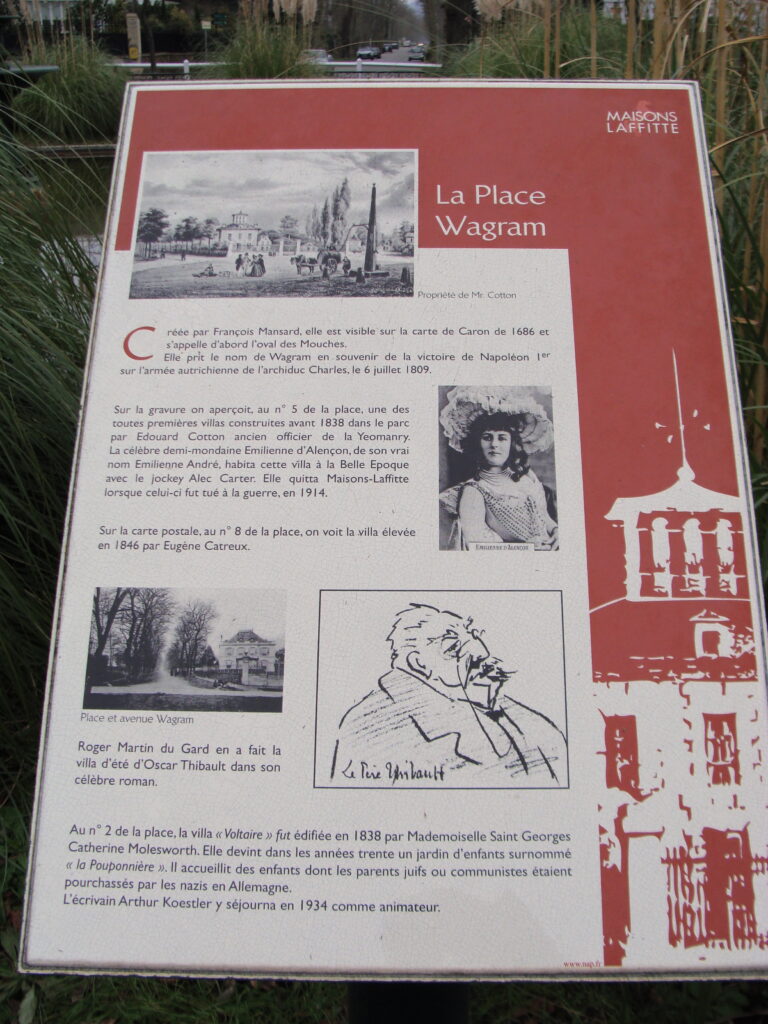 MAISONS
LAFFITTE
La Place
Wagram
Propriété de Mr. Cotton
Créée par François Mansard, elle est visible sur la carte de Caron de 1686 et
s'appelle d'abord l'oval des Mouches.
Elle prit le nom de Wagram en souvenir de la victoire de Napoléon 1er
sur l'armée autrichienne de l'archiduc Charles, le 6 juillet 1809.
Sur la gravure on aperçoit, au n° 5 de la place, une des
toutes premières villas construites avant 1838 dans le parc
par Edouard Cotton ancien officier de la Yeomanry.
La célèbre demi-mondaine Emilienne d'Alençon, de son vrai
nom Emilienne André, habita cette villa à la Belle Epoque
avec le jockey Alec Carter. Elle quitta Maisons-Laffitte
lorsque celui-ci fut tué à la guerre, en 1914.
EMILIENNE D'ALENÇON
Sur la carte postale, au n° 8 de la place, on voit la villa élevée
en 1846 par Eugène Catreux.
Place et avenue Wagram
Roger Martin du Gard en a fait la
villa d'été d'Oscar Thibault dans son
célèbre roman.
Le Père Thibault
Au n° 2 de la place, la villa « Voltaire » fut édifiée en 1838 par Mademoiselle Saint Georges
Catherine Molesworth. Elle devint dans les années trente un jardin d'enfants surnommé
« la Pouponnière ». Il accueillit des enfants dont les parents juifs ou communistes étaient
pourchassés par les nazis en Allemagne.
L'écrivain Arthur Koestler y séjourna en 1934 comme animateur.
www.nap.fr